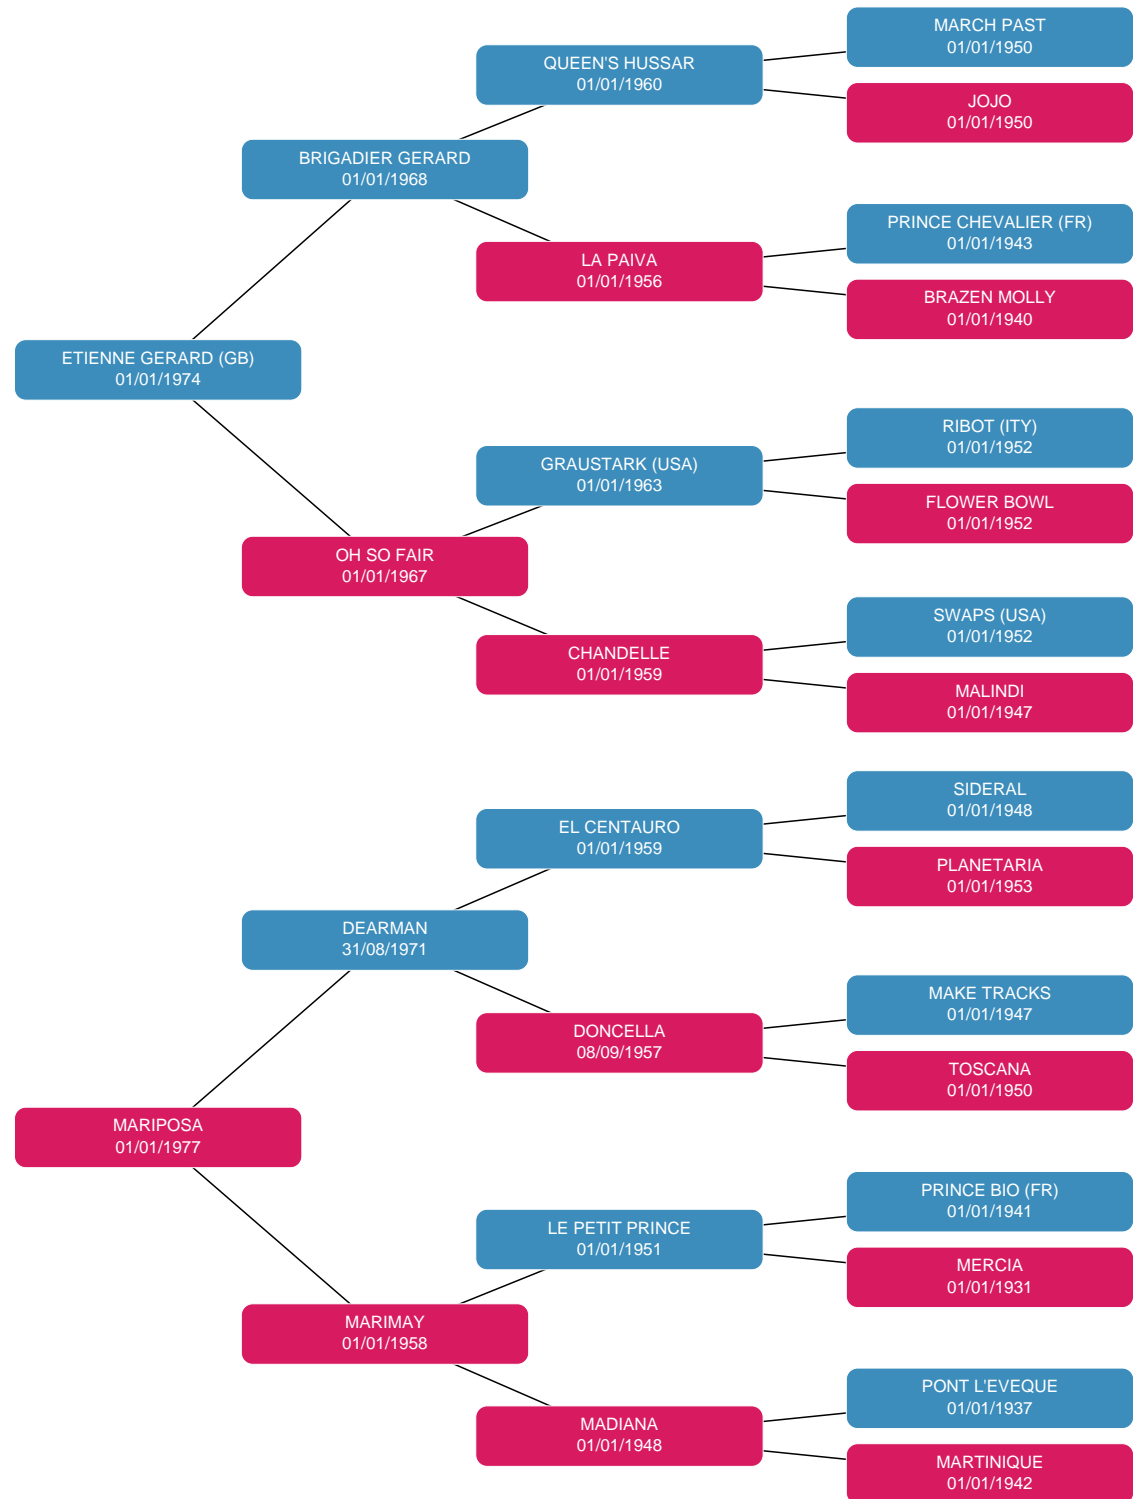 MARCH PAST
01/01/1950
QUEEN'S HUSSAR
01/01/1960
JOJO
01/01/1950
BRIGADIER GERARD
01/01/1968
PRINCE CHEVALIER (FR)
01/01/1943
LA PAIVA
01/01/1956
BRAZEN MOLLY
01/01/1940
ETIENNE GERARD (GB)
01/01/1974
RIBOT (ITY)
01/01/1952
GRAUSTARK (USA)
01/01/1963
FLOWER BOWL
01/01/1952
OH SO FAIR
01/01/1967
SWAPS (USA)
01/01/1952
CHANDELLE
01/01/1959
MALINDI
01/01/1947
SIDERAL
01/01/1948
EL CENTAURO
01/01/1959
PLANETARIA
01/01/1953
DEARMAN
31/08/1971
MAKE TRACKS
01/01/1947
DONCELLA
08/09/1957
TOSCANA
01/01/1950
MARIPOSA
01/01/1977
PRINCE BIO (FR)
01/01/1941
LE PETIT PRINCE
01/01/1951
MERCIA
01/01/1931
MARIMAY
01/01/1958
PONT L'EVEQUE
01/01/1937
MADIANA
01/01/1948
MARTINIQUE
01/01/1942